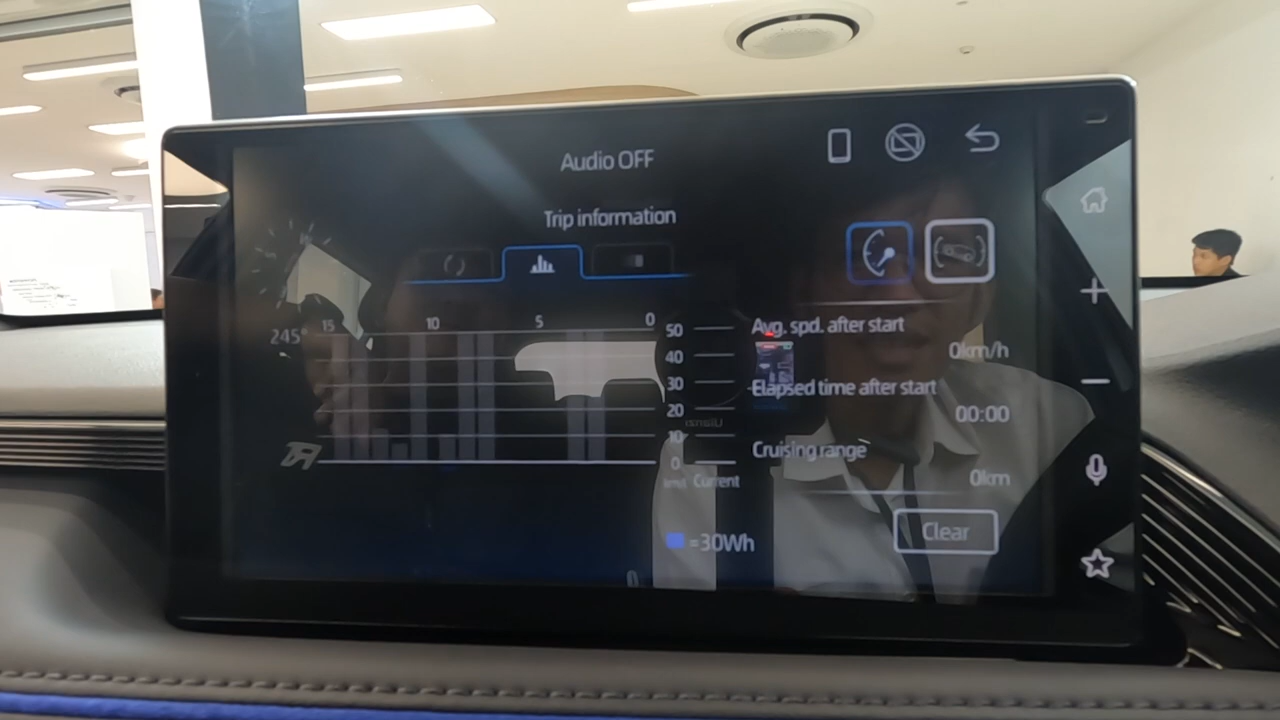 Audio OFF
Trip information
245°
15 10 5 0
50
40
30
20
10
0
Current
=30Wh
Avg. spd. after start
0km/h
Elapsed time after start
00:00
Cruising range
0km
Clear
0